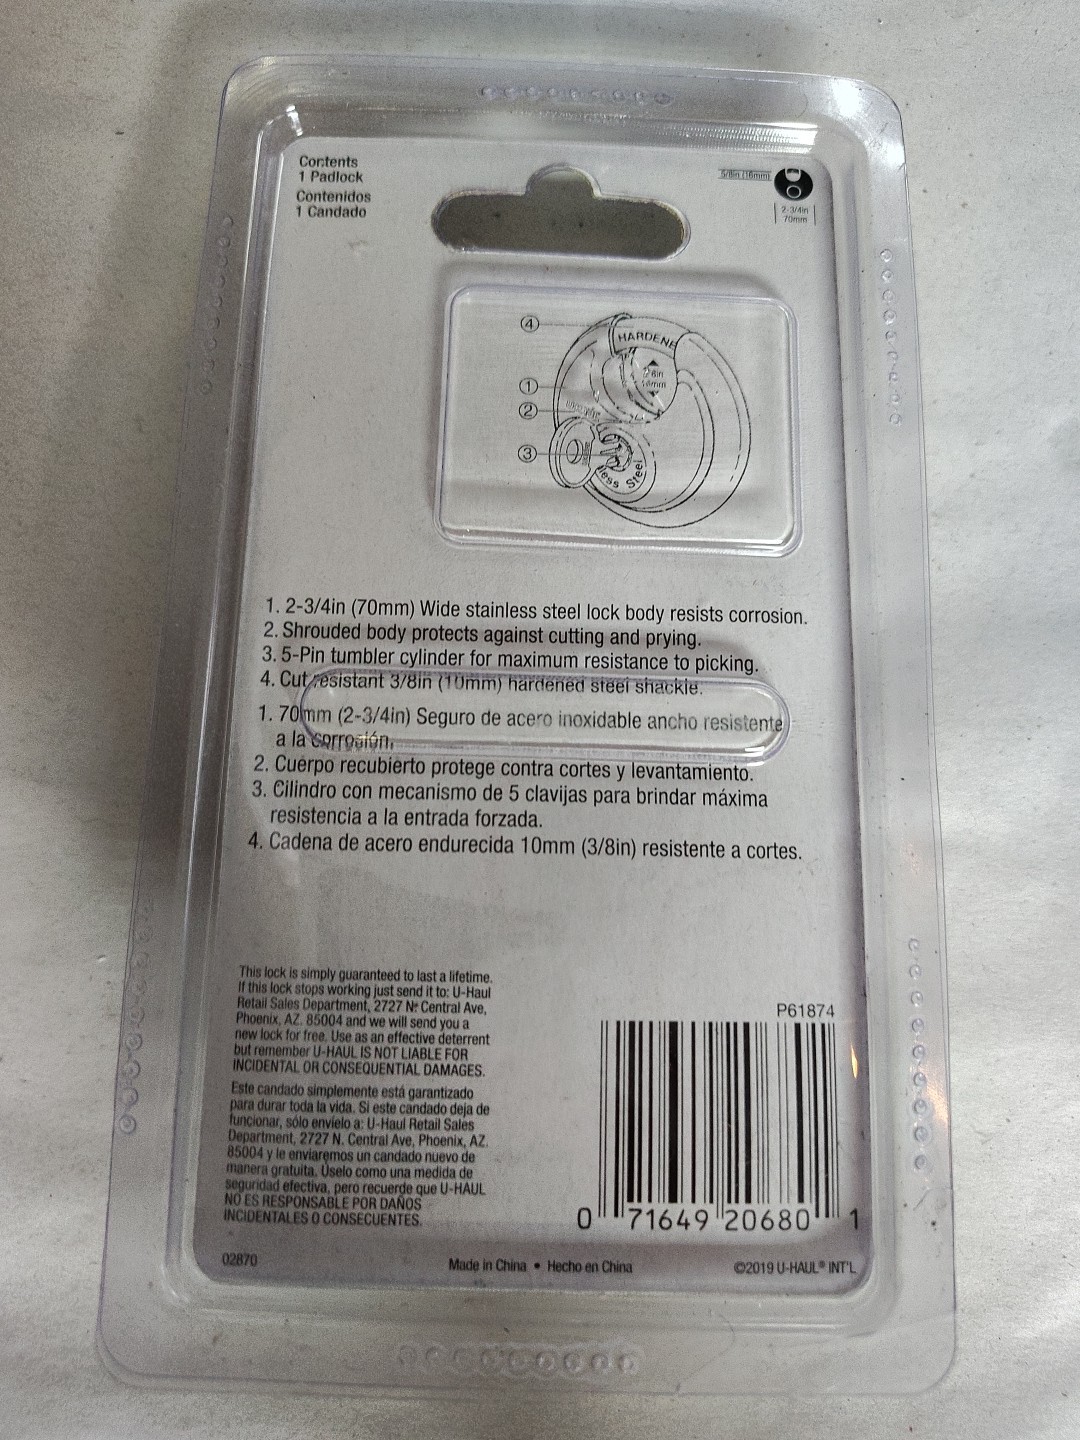 Contents
1 Padlock
Contenidos
1 Candado
5/8in (16mm)
2-3/4in
70mm
4
HARDENE
1
2
3
less Steel
1. 2-3/4in (70mm) Wide stainless steel lock body resists corrosion.
2. Shrouded body protects against cutting and prying.
3. 5-Pin tumbler cylinder for maximum resistance to picking.
4. Cut resistant 3/8in (10mm) hardened steel shackle.
1. 70mm (2-3/4in) Seguro de acero inoxidable ancho resistente
a la corrosión.
2. Cuerpo recubierto protege contra cortes y levantamiento.
3. Cilindro con mecanismo de 5 clavijas para brindar máxima
resistencia a la entrada forzada.
4. Cadena de acero endurecida 10mm (3/8in) resistente a cortes.
This lock is simply guaranteed to last a lifetime.
If this lock stops working just send it to: U-Haul
Retail Sales Department, 2727 N. Central Ave,
Phoenix, AZ. 85004 and we will send you a
new lock for free. Use as an effective deterrent
but remember U-HAUL IS NOT LIABLE FOR
INCIDENTAL OR CONSEQUENTIAL DAMAGES.
Este candado simplemente está garantizado
para durar toda la vida. Si este candado deja de
funcionar, sólo envíelo a: U-Haul Retail Sales
Department, 2727 N. Central Ave, Phoenix, AZ.
85004 y le enviaremos un candado nuevo de
manera gratuita. Úselo como una medida de
seguridad efectiva, pero recuerde que U-HAUL
NO ES RESPONSABLE POR DAÑOS
INCIDENTALES O CONSECUENTES.
P61874
0 71649 20680 1
02870
Made in China • Hecho en China
©2019 U-HAUL® INT'L